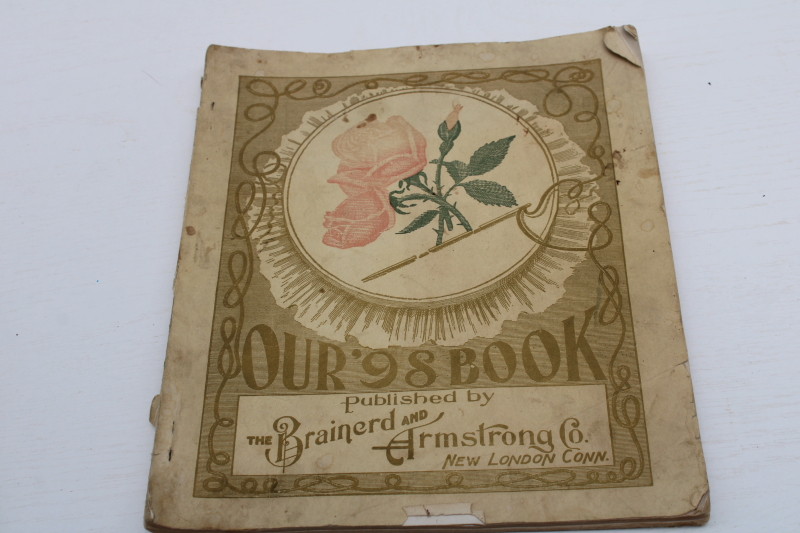 OUR '98 BOOK
Published by
THE Brainerd AND Armstrong Co.
NEW LONDON CONN.